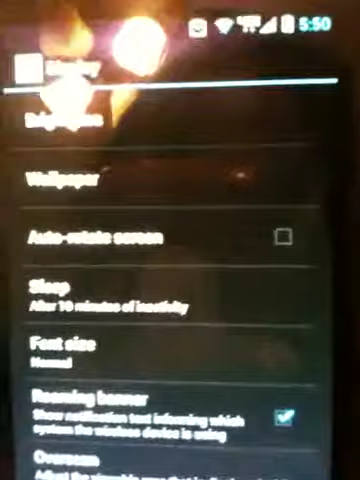 5:50
Display
Brightness
Wallpaper
Auto-rotate screen
Sleep
After 10 minutes of inactivity
Font size
Normal
Roaming banner
Show notification text informing which
system the wireless device is using
Overscan